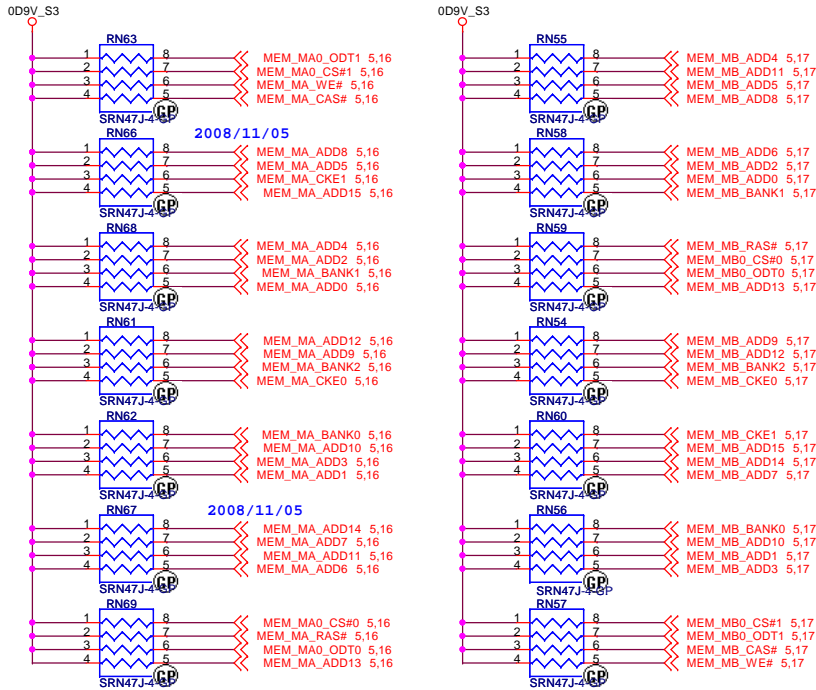 0D9V_S3
RN63
1 8 MEM_MA0_ODT1 5,16
2 7 MEM_MA0_CS#1 5,16
3 6 MEM_MA_WE# 5,16
4 5 MEM_MA_CAS# 5,16
GP
SRN47J-4-GP
RN66
2008/11/05
1 8 MEM_MA_ADD8 5,16
2 7 MEM_MA_ADD5 5,16
3 6 MEM_MA_CKE1 5,16
4 5 MEM_MA_ADD15 5,16
GP
SRN47J-4-GP
RN68
1 8 MEM_MA_ADD4 5,16
2 7 MEM_MA_ADD2 5,16
3 6 MEM_MA_BANK1 5,16
4 5 MEM_MA_ADD0 5,16
GP
SRN47J-4-GP
RN61
1 8 MEM_MA_ADD12 5,16
2 7 MEM_MA_ADD9 5,16
3 6 MEM_MA_BANK2 5,16
4 5 MEM_MA_CKE0 5,16
GP
SRN47J-4-GP
RN62
1 8 MEM_MA_BANK0 5,16
2 7 MEM_MA_ADD10 5,16
3 6 MEM_MA_ADD3 5,16
4 5 MEM_MA_ADD1 5,16
GP
SRN47J-4-GP
RN67
2008/11/05
1 8 MEM_MA_ADD14 5,16
2 7 MEM_MA_ADD7 5,16
3 6 MEM_MA_ADD11 5,16
4 5 MEM_MA_ADD6 5,16
GP
SRN47J-4-GP
RN69
1 8 MEM_MA0_CS#0 5,16
2 7 MEM_MA_RAS# 5,16
3 6 MEM_MA0_ODT0 5,16
4 5 MEM_MA_ADD13 5,16
GP
SRN47J-4-GP
0D9V_S3
RN55
1 8 MEM_MB_ADD4 5,17
2 7 MEM_MB_ADD11 5,17
3 6 MEM_MB_ADD5 5,17
4 5 MEM_MB_ADD8 5,17
GP
SRN47J-4-GP
RN58
1 8 MEM_MB_ADD6 5,17
2 7 MEM_MB_ADD2 5,17
3 6 MEM_MB_ADD0 5,17
4 5 MEM_MB_BANK1 5,17
GP
SRN47J-4-GP
RN59
1 8 MEM_MB_RAS# 5,17
2 7 MEM_MB0_CS#0 5,17
3 6 MEM_MB0_ODT0 5,17
4 5 MEM_MB_ADD13 5,17
GP
SRN47J-4-GP
RN54
1 8 MEM_MB_ADD9 5,17
2 7 MEM_MB_ADD12 5,17
3 6 MEM_MB_BANK2 5,17
4 5 MEM_MB_CKE0 5,17
GP
SRN47J-4-GP
RN60
1 8 MEM_MB_CKE1 5,17
2 7 MEM_MB_ADD15 5,17
3 6 MEM_MB_ADD14 5,17
4 5 MEM_MB_ADD7 5,17
GP
SRN47J-4-GP
RN56
1 8 MEM_MB_BANK0 5,17
2 7 MEM_MB_ADD10 5,17
3 6 MEM_MB_ADD1 5,17
4 5 MEM_MB_ADD3 5,17
GP
SRN47J-4-GP
RN57
1 8 MEM_MB0_CS#1 5,17
2 7 MEM_MB0_ODT1 5,17
3 6 MEM_MB_CAS# 5,17
4 5 MEM_MB_WE# 5,17
GP
SRN47J-4-GP